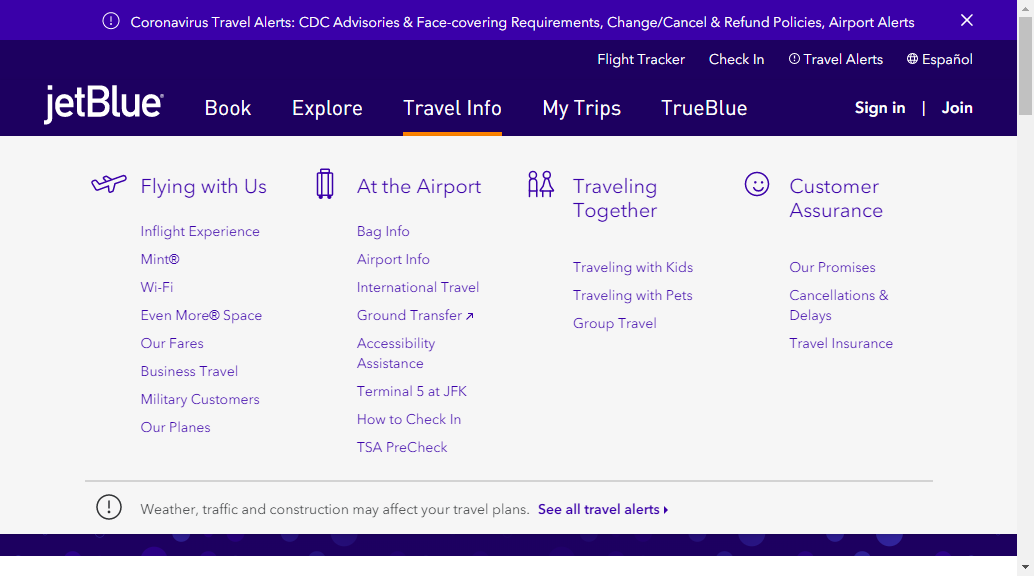 Coronavirus Travel Alerts: CDC Advisories & Face-covering Requirements, Change/Cancel & Refund Policies, Airport Alerts
Flight Tracker Check In Travel Alerts Español
jetBlue Book Explore Travel Info My Trips TrueBlue Sign in | Join
Flying with Us
Inflight Experience
Mint®
Wi-Fi
Even More® Space
Our Fares
Business Travel
Military Customers
Our Planes
At the Airport
Bag Info
Airport Info
International Travel
Ground Transfer
Accessibility
Assistance
Terminal 5 at JFK
How to Check In
TSA PreCheck
Traveling
Together
Traveling with Kids
Traveling with Pets
Group Travel
Customer
Assurance
Our Promises
Cancellations &
Delays
Travel Insurance
Weather, traffic and construction may affect your travel plans. See all travel alerts